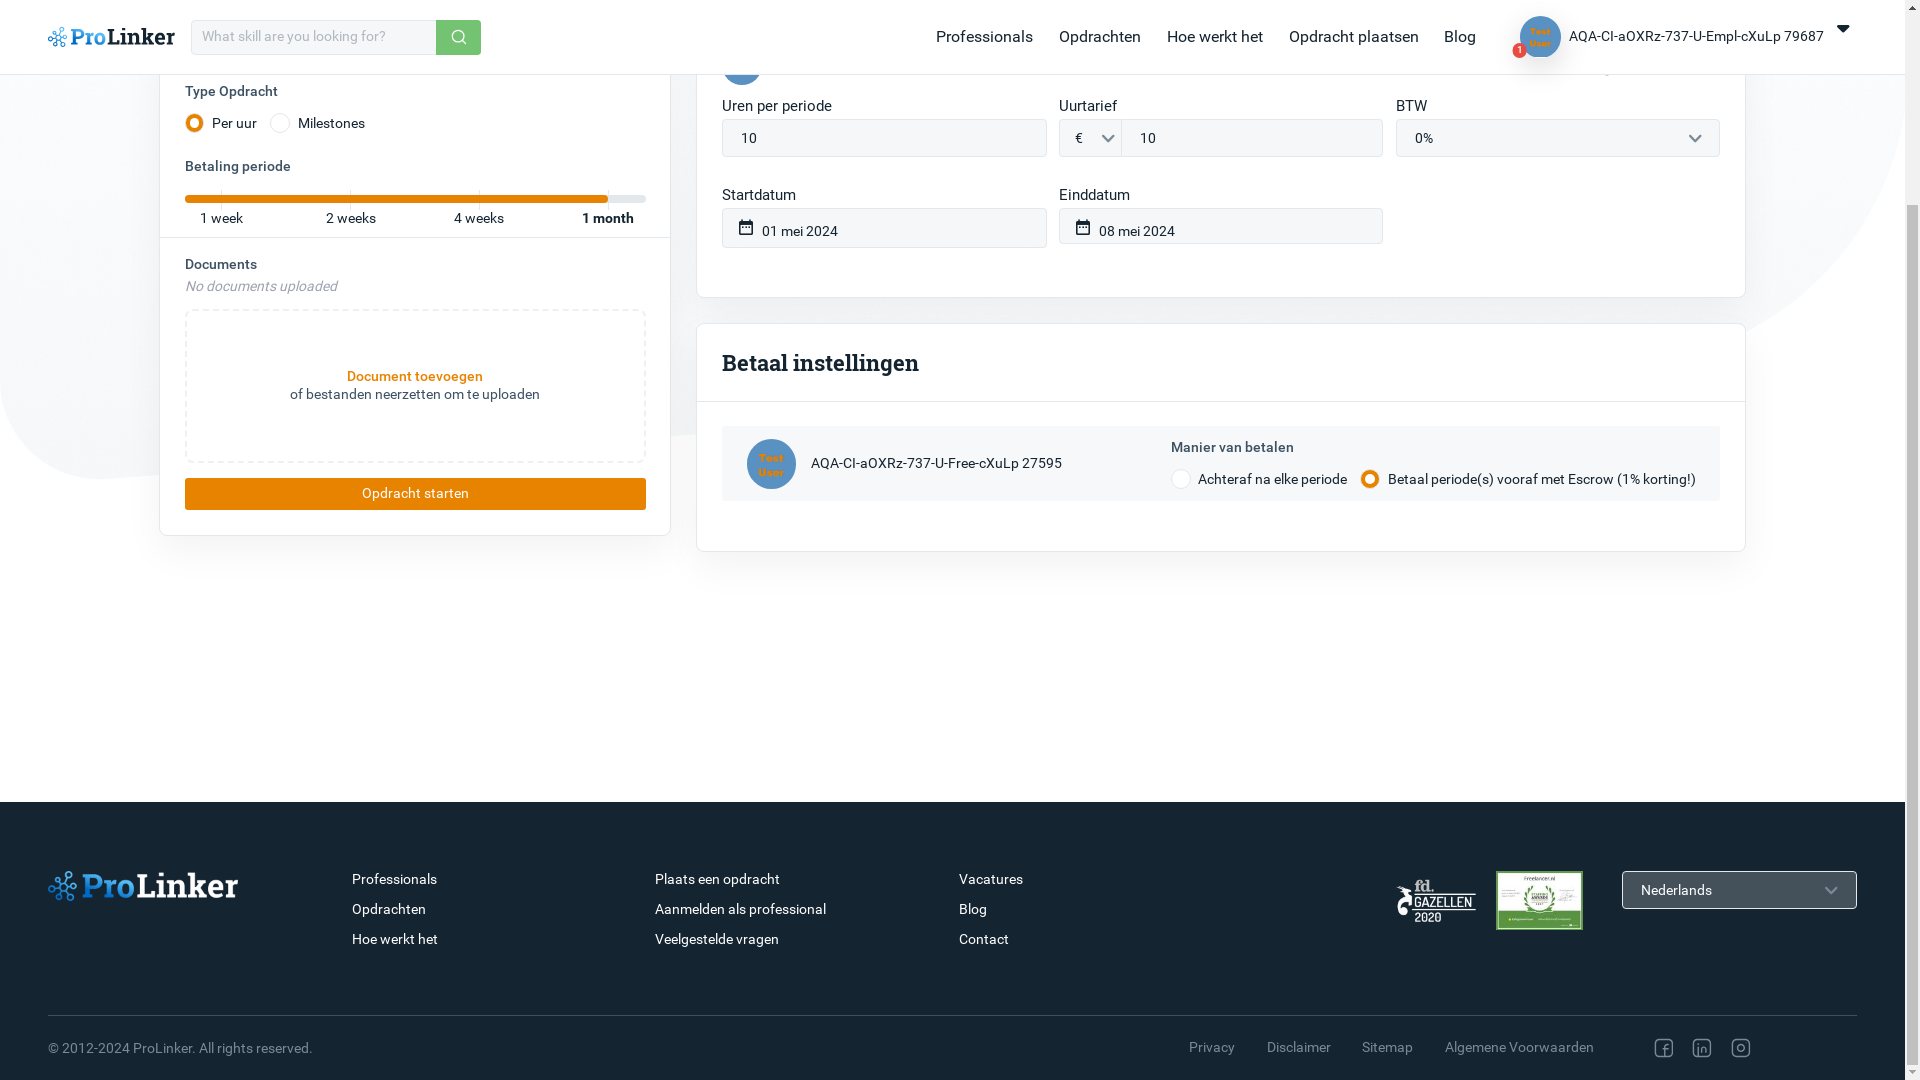 ProLinker
What skill are you looking for?
Professionals
Opdrachten
Hoe werkt het
Opdracht plaatsen
Blog
Test
User
1
AQA-CI-aOXRz-737-U-Empl-cXuLp 79687
Type Opdracht
Per uur
Milestones
Betaling periode
1 week
2 weeks
4 weeks
1 month
Documents
No documents uploaded
Document toevoegen
of bestanden neerzetten om te uploaden
Opdracht starten
Uren per periode
Uurtarief
BTW
10
€
10
0%
Startdatum
Einddatum
01 mei 2024
08 mei 2024
Betaal instellingen
Test
User
AQA-CI-aOXRz-737-U-Free-cXuLp 27595
Manier van betalen
Achteraf na elke periode
Betaal periode(s) vooraf met Escrow (1% korting!)
ProLinker
Professionals
Opdrachten
Hoe werkt het
Plaats een opdracht
Aanmelden als professional
Veelgestelde vragen
Vacatures
Blog
Contact
fd.
GAZELLEN
2020
Freelancer.nl
Nederlands
© 2012-2024 ProLinker. All rights reserved.
Privacy
Disclaimer
Sitemap
Algemene Voorwaarden